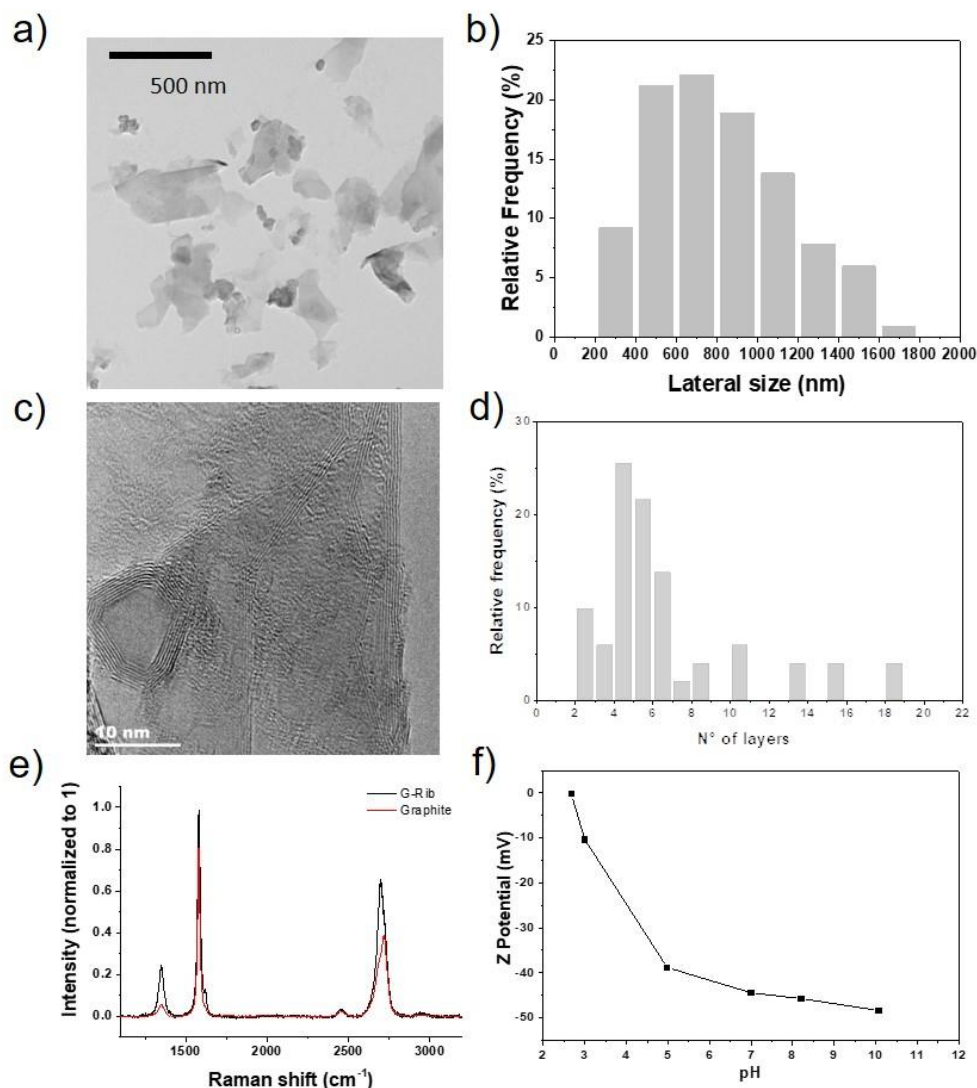 a)
500 nm
b)
25
20
15
10
5
0
Relative Frequency (%)
0 200 400 600 800 1000 1200 1400 1600 1800 2000
Lateral size (nm)
c)
10 nm
d)
30
20
10
0
Relative frequency (%)
0 2 4 6 8 10 12 14 16 18 20 22
N° of layers
e)
G-Rib
Graphite
1.0
0.8
0.6
0.4
0.2
0.0
Intensity (normalized to 1)
1500 2000 2500 3000
Raman shift (cm-1)
f)
0
-10
-20
-30
-40
-50
Z Potential (mV)
2 3 4 5 6 7 8 9 10 11 12
pH